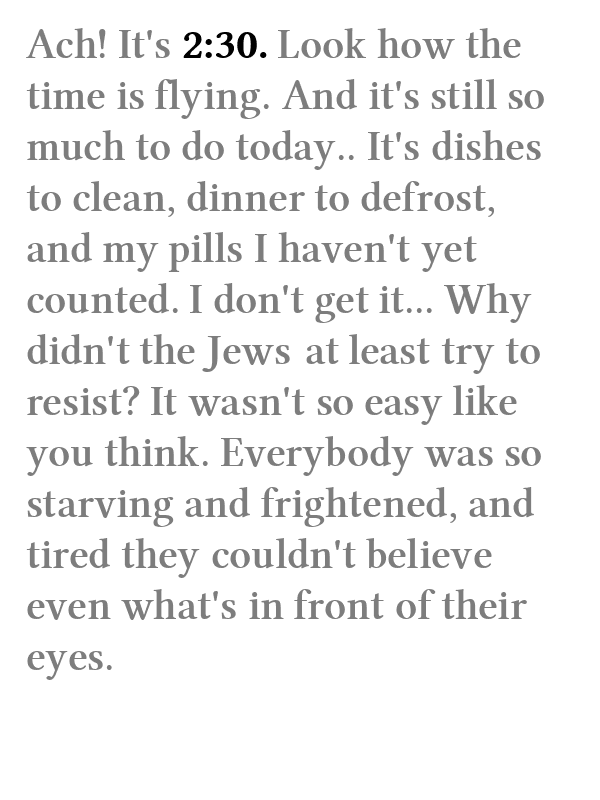 Ach! It's 2:30. Look how the
time is flying. And it's still so
much to do today.. It's dishes
to clean, dinner to defrost,
and my pills I haven't yet
counted. I don't get it... Why
didn't the Jews at least try to
resist? It wasn't so easy like
you think. Everybody was so
starving and frightened, and
tired they couldn't believe
even what's in front of their
eyes.